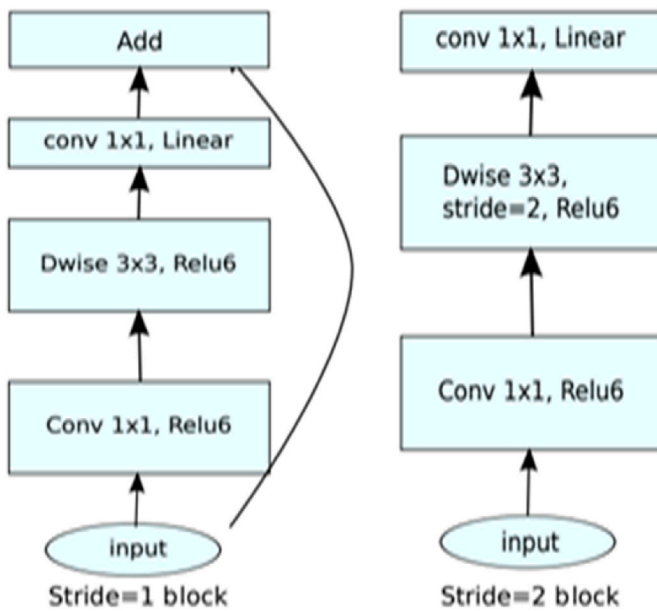 Add
conv 1x1, Linear
Dwise 3x3, Relu6
Conv 1x1, Relu6
input
Stride=1 block
conv 1x1, Linear
Dwise 3x3,
stride=2, Relu6
Conv 1x1, Relu6
input
Stride=2 block